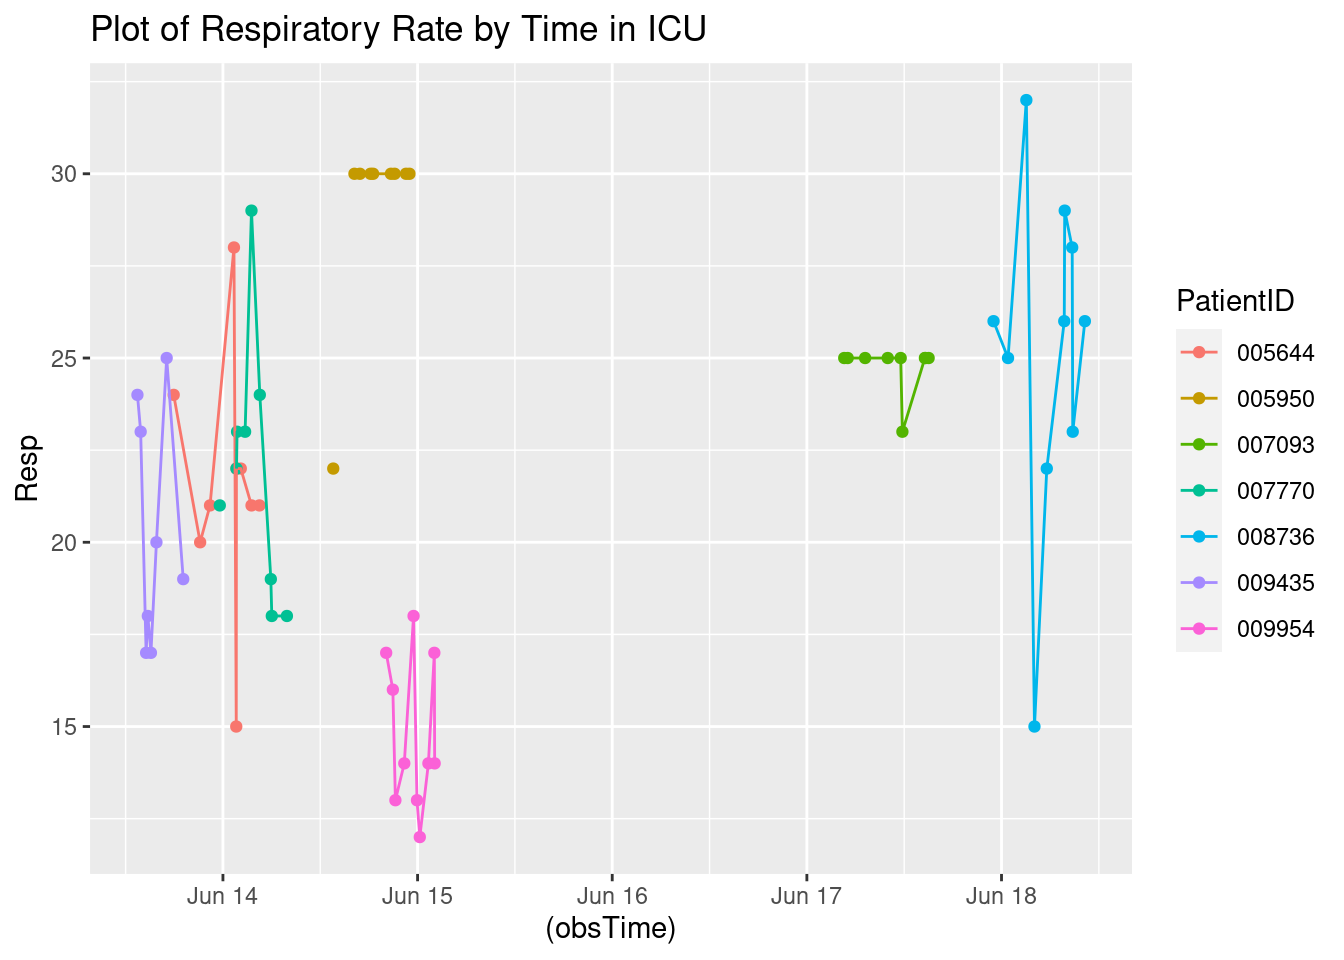 Plot of Respiratory Rate by Time in ICU
30
25
20
15
Resp
Jun 14
Jun 15
Jun 16
Jun 17
Jun 18
(obsTime)
PatientID
005644
005950
007093
007770
008736
009435
009954